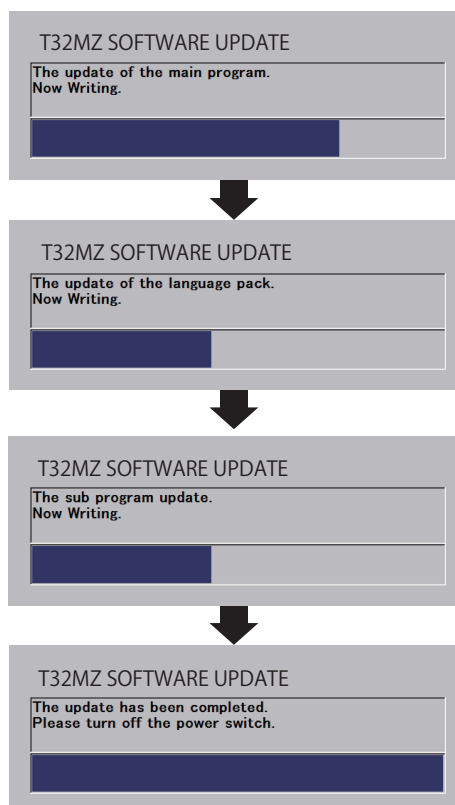 T32MZ SOFTWARE UPDATE
The update of the main program.
Now Writing.
T32MZ SOFTWARE UPDATE
The update of the language pack.
Now Writing.
T32MZ SOFTWARE UPDATE
The sub program update.
Now Writing.
T32MZ SOFTWARE UPDATE
The update has been completed.
Please turn off the power switch.